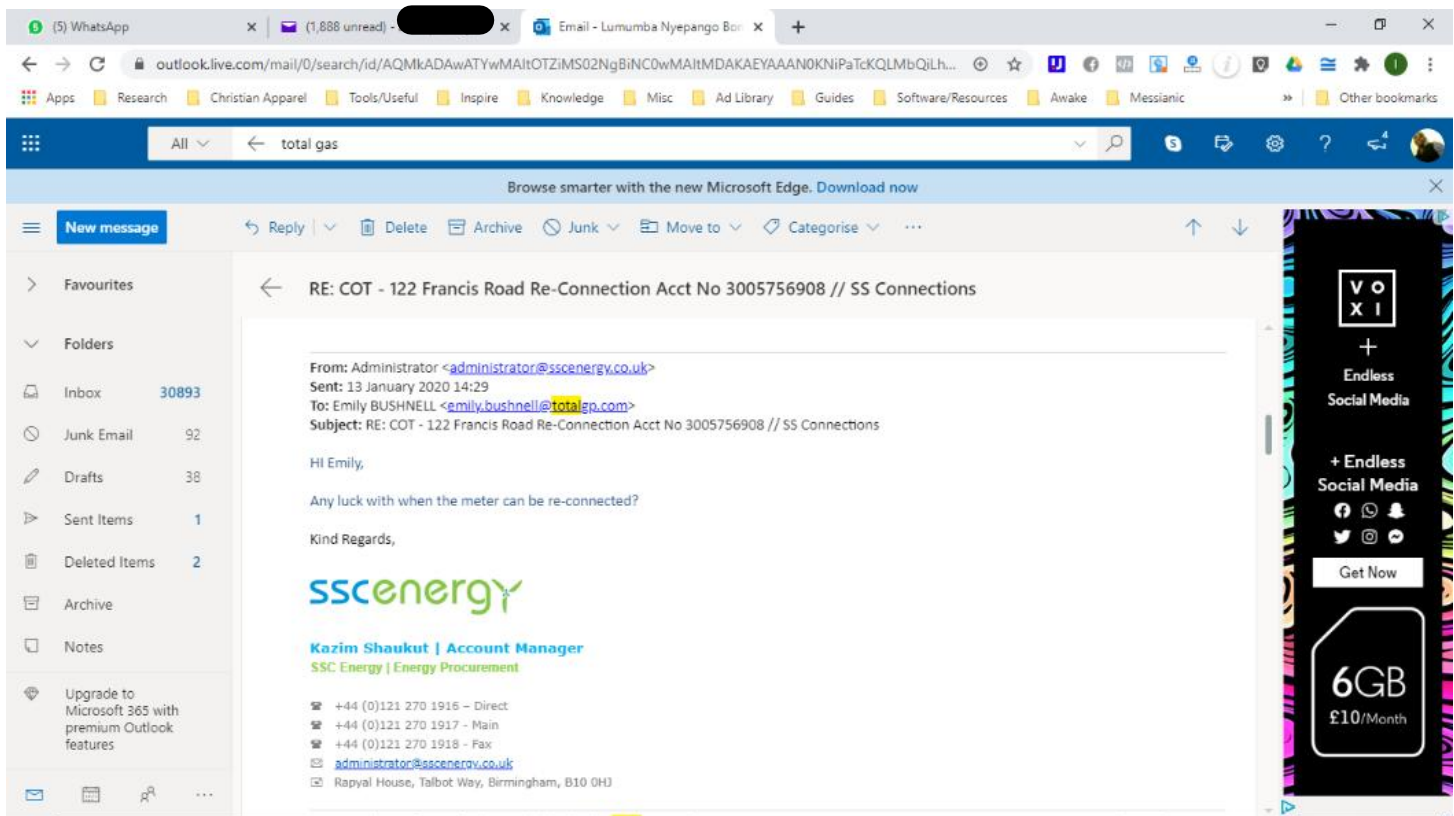 (5) WhatsApp
(1,888 unread) -
Email - Lumumba Nyepango Bor
outlook.live.com/mail/0/search/id/AQMkADAwATYwMAItOTZiMS02NgBiNC0wMAItMDAKAEYAAAN0KNiPaTcKQLMbQiLh...
Apps Research Christian Apparel Tools/Useful Inspire Knowledge Misc Ad Library Guides Software/Resources Awake Messianic » Other bookmarks
All total gas
Browse smarter with the new Microsoft Edge. Download now
New message Reply Delete Archive Junk Move to Categorise ...
Favourites
RE: COT - 122 Francis Road Re-Connection Acct No 3005756908 // SS Connections
Folders
Inbox 30893
Junk Email 92
Drafts 38
Sent Items 1
Deleted Items 2
Archive
Notes
Upgrade to
Microsoft 365 with
premium Outlook
features
From: Administrator <administrator@sscenergy.co.uk>
Sent: 13 January 2020 14:29
To: Emily BUSHNELL <emily.bushnell@totalgp.com>
Subject: RE: COT - 122 Francis Road Re-Connection Acct No 3005756908 // SS Connections
HI Emily,
Any luck with when the meter can be re-connected?
Kind Regards,
sscenergy
Kazim Shaukut | Account Manager
SSC Energy | Energy Procurement
+44 (0)121 270 1916 – Direct
+44 (0)121 270 1917 - Main
+44 (0)121 270 1918 - Fax
administrator@sscenergy.co.uk
Rapyal House, Talbot Way, Birmingham, B10 0HJ
VO
XI
+
Endless
Social Media
+ Endless
Social Media
Get Now
6GB
£10/Month